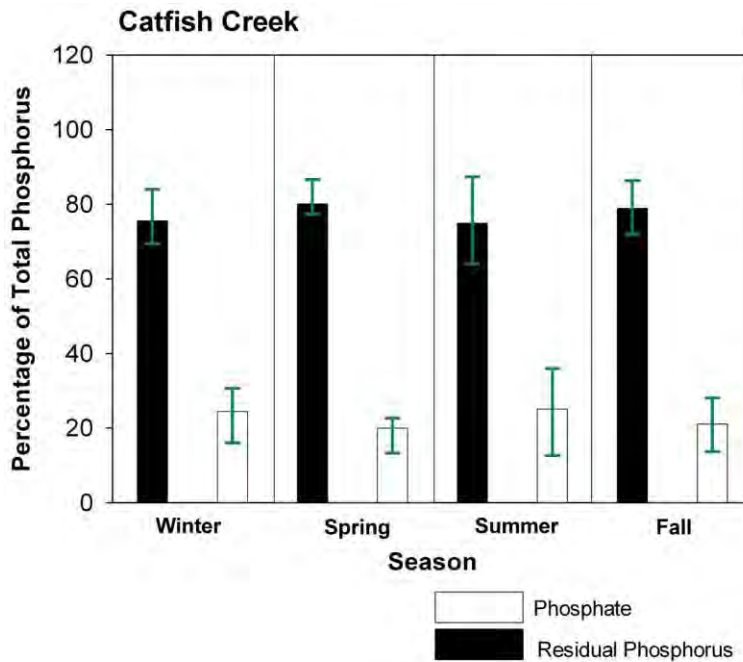 Catfish Creek
Percentage of Total Phosphorus
120
100
80
60
40
20
0
Winter Spring Summer Fall
Season
Phosphate
Residual Phosphorus